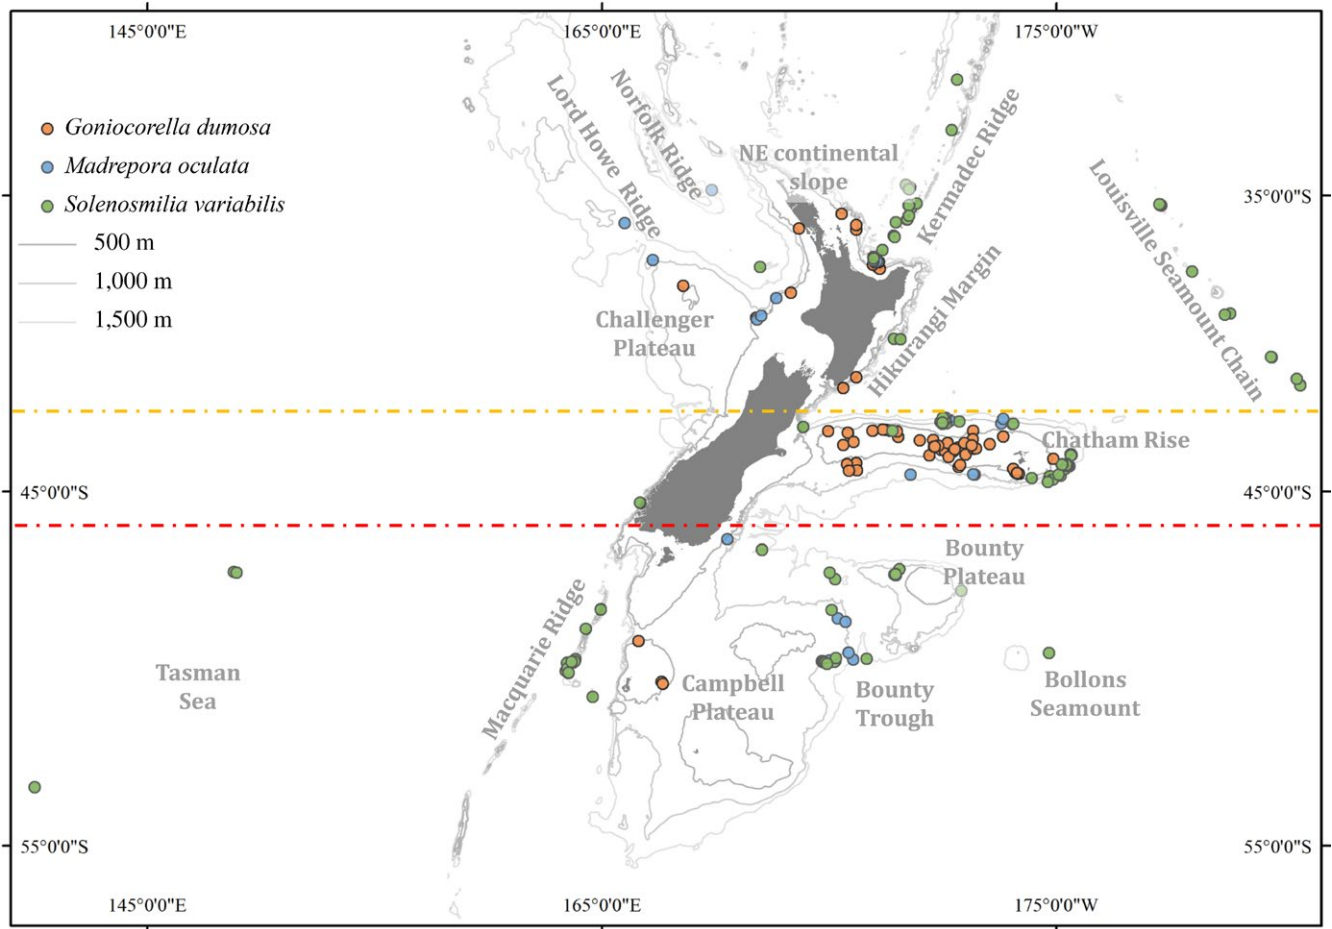 145°0'0"E
165°0'0"E
175°0'0"W
Goniocorella dumosa
Madrepora oculata
Solenosmilia variabilis
500 m
1,000 m
1,500 m
Lord Howe Ridge
Norfolk Ridge
NE continental
slope
Kermadec Ridge
35°0'0"S
35°0'0"S
Louisville Seamount Chain
Challenger
Plateau
Hikurangi Margin
Chatham Rise
45°0'0"S
45°0'0"S
Bounty
Plateau
Macquarie Ridge
Tasman
Sea
Campbell
Plateau
Bounty
Trough
Bollons
Seamount
55°0'0"S
55°0'0"S
145°0'0"E
165°0'0"E
175°0'0"W